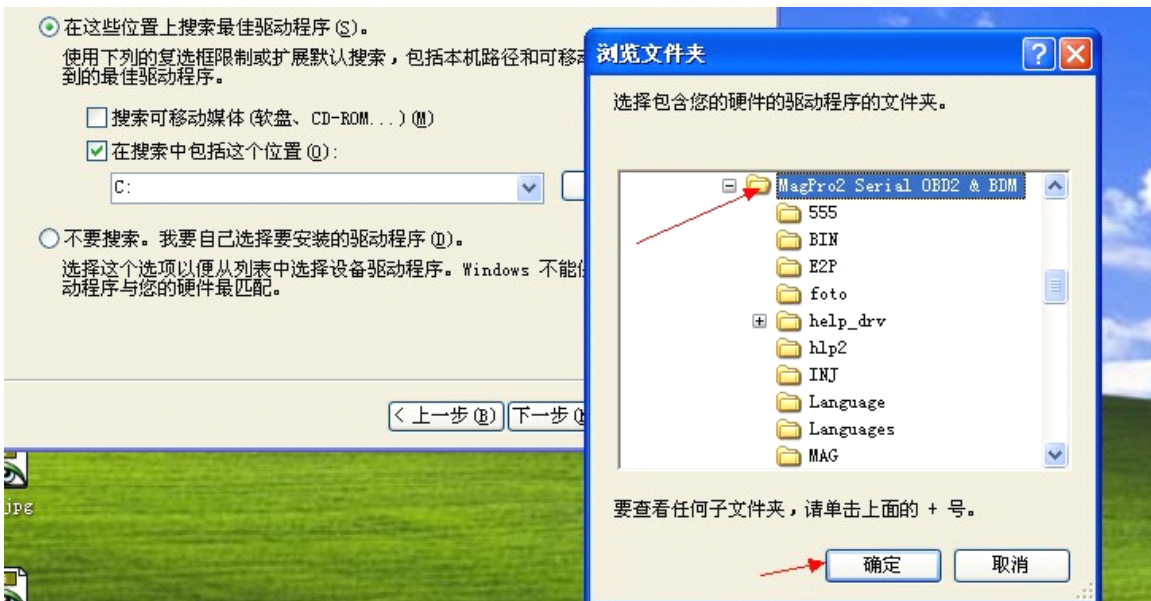 在这些位置上搜索最佳驱动程序(S)。
使用下列的复选框限制或扩展默认搜索，包括本机路径和可移
到的最佳驱动程序。
搜索可移动媒体(软盘、CD-ROM...)(M)
在搜索中包括这个位置(O):
C:
不要搜索。我要自己选择要安装的驱动程序(D)。
选择这个选项以便从列表中选择设备驱动程序。Windows 不能
动程序与您的硬件最匹配。
< 上一步(B)
下一步
jpg
浏览文件夹
选择包含您的硬件的驱动程序的文件夹。
MagPro2 Serial OBD2 & BDM
555
BIN
E2P
foto
help_drv
hlp2
INJ
Language
Languages
MAG
要查看任何子文件夹，请单击上面的 + 号。
确定
取消